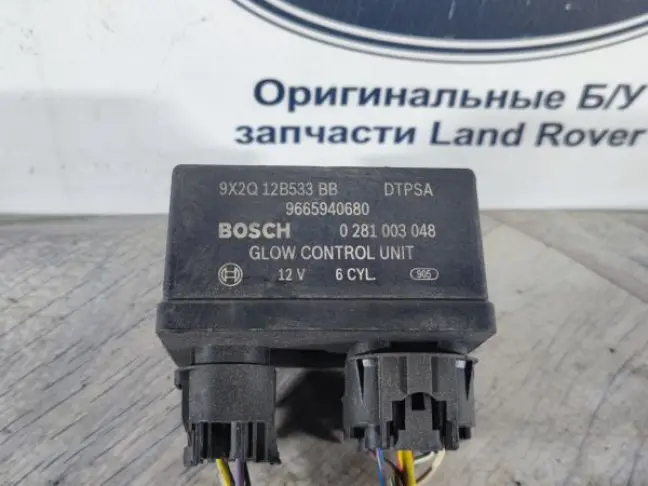 Оригинальные Б/У
запчасти Land Rover
9X2Q 12B533 BB DTPSA
9665940680
BOSCH 0 281 003 048
GLOW CONTROL UNIT
12 V 6 CYL. 905